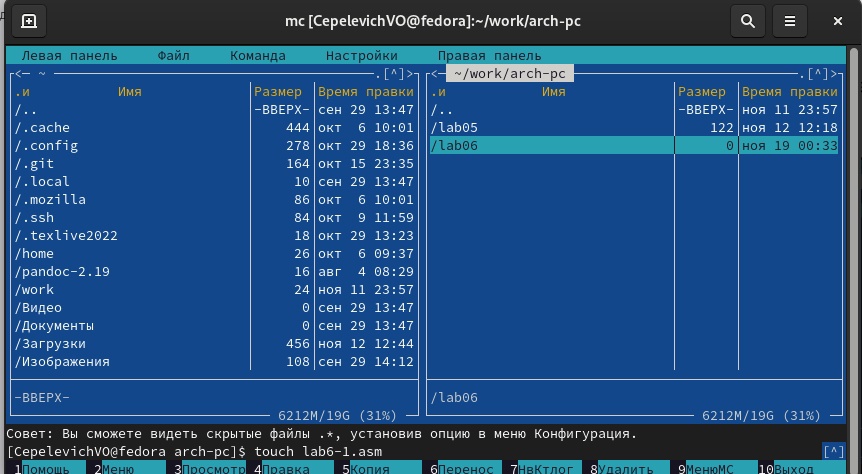 mc [CepelevichVO@fedora]:~/work/arch-pc
Левая панель Файл Команда Настройки Правая панель
<- ~ .[^]> <- ~/work/arch-pc .[^]>
.и Имя Размер Время правки .и Имя Размер Время правки
/.. -ВВЕРХ- сен 29 13:47 /.. -ВВЕРХ- ноя 11 23:57
/.cache 444 окт 6 10:01 /lab05 122 ноя 12 12:18
/.config 278 окт 29 18:36 /lab06 0 ноя 19 00:33
/.git 164 окт 15 23:35
/.local 10 сен 29 13:47
/.mozilla 86 окт 6 10:01
/.ssh 84 окт 9 11:59
/.texlive2022 18 окт 29 13:23
/home 26 окт 6 09:37
/pandoc-2.19 16 авг 4 08:29
/work 24 ноя 11 23:57
/Видео 0 сен 29 13:47
/Документы 0 сен 29 13:47
/Загрузки 456 ноя 12 12:44
/Изображения 108 сен 29 14:12
-ВВЕРХ- /lab06
6212M/19G (31%) 6212M/19G (31%)
Совет: Вы сможете видеть скрытые файлы .*, установив опцию в меню Конфигурация.
[CepelevichVO@fedora arch-pc]$ touch lab6-1.asm [^]
1Помощь 2Меню 3Просмотр 4Правка 5Копия 6Перенос 7НвКтлог 8Удалить 9МенюМС 10Выход